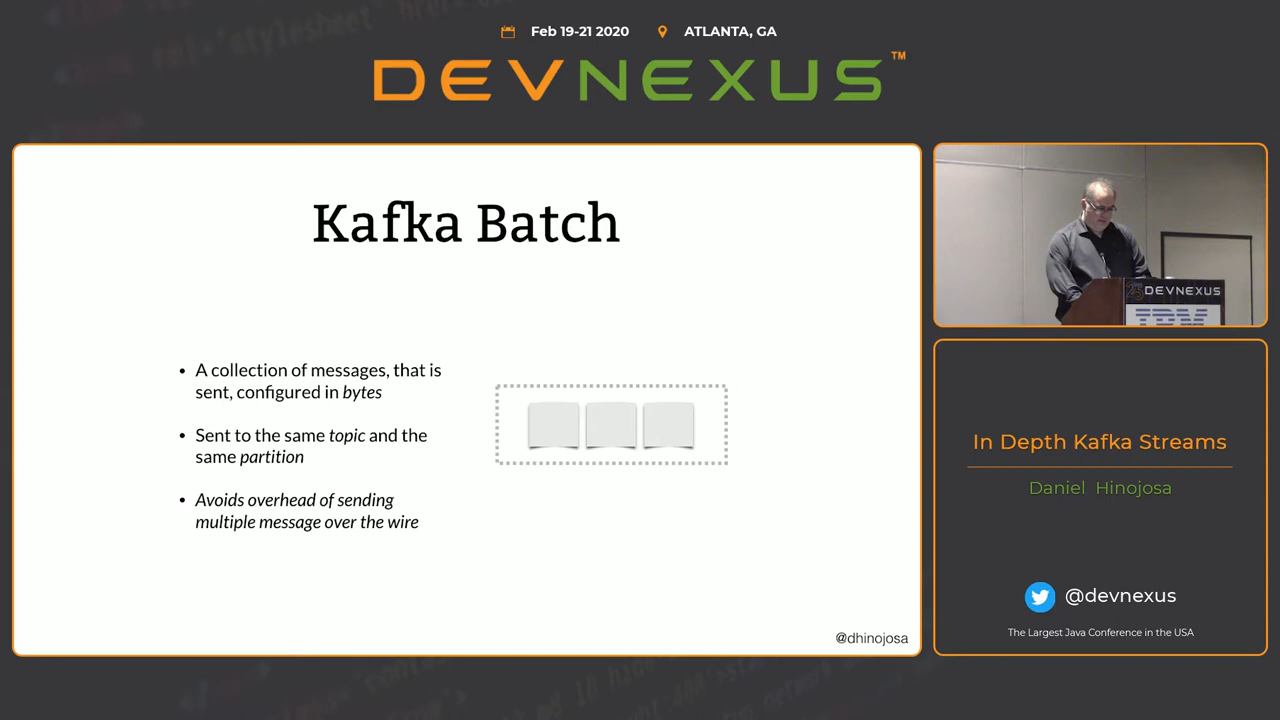 Feb 19-21 2020 ATLANTA, GA
DEVNEXUS™
Kafka Batch
• A collection of messages, that is
sent, configured in bytes
• Sent to the same topic and the
same partition
• Avoids overhead of sending
multiple message over the wire
@dhinojosa
DEVNEXUS
IBM
In Depth Kafka Streams
Daniel Hinojosa
@devnexus
The Largest Java Conference in the USA